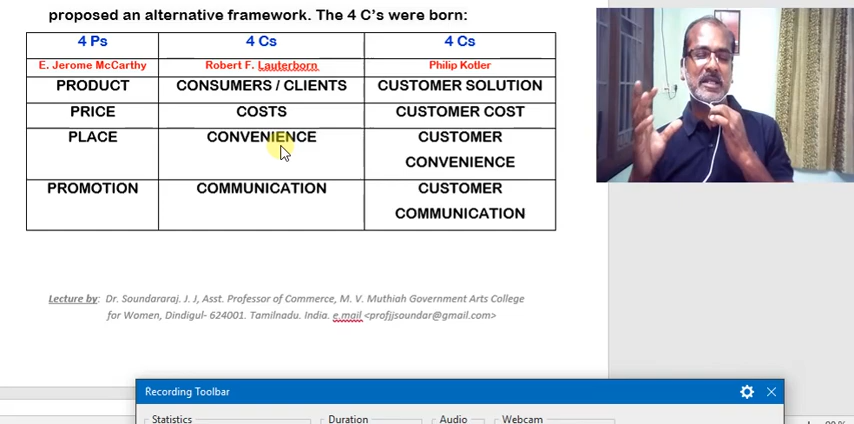 proposed an alternative framework. The 4 C's were born:
4 Ps 4 Cs 4 Cs
E. Jerome McCarthy Robert F. Lauterborn Philip Kotler
PRODUCT CONSUMERS / CLIENTS CUSTOMER SOLUTION
PRICE COSTS CUSTOMER COST
PLACE CONVENIENCE CUSTOMER
CONVENIENCE
PROMOTION COMMUNICATION CUSTOMER
COMMUNICATION
Lecture by: Dr. Soundararaj. J. J, Asst. Professor of Commerce, M. V. Muthiah Government Arts College
for Women, Dindigul- 624001. Tamilnadu. India. e.mail <profjjsoundar@gmail.com>
Recording Toolbar
Statistics Duration Audio Webcam